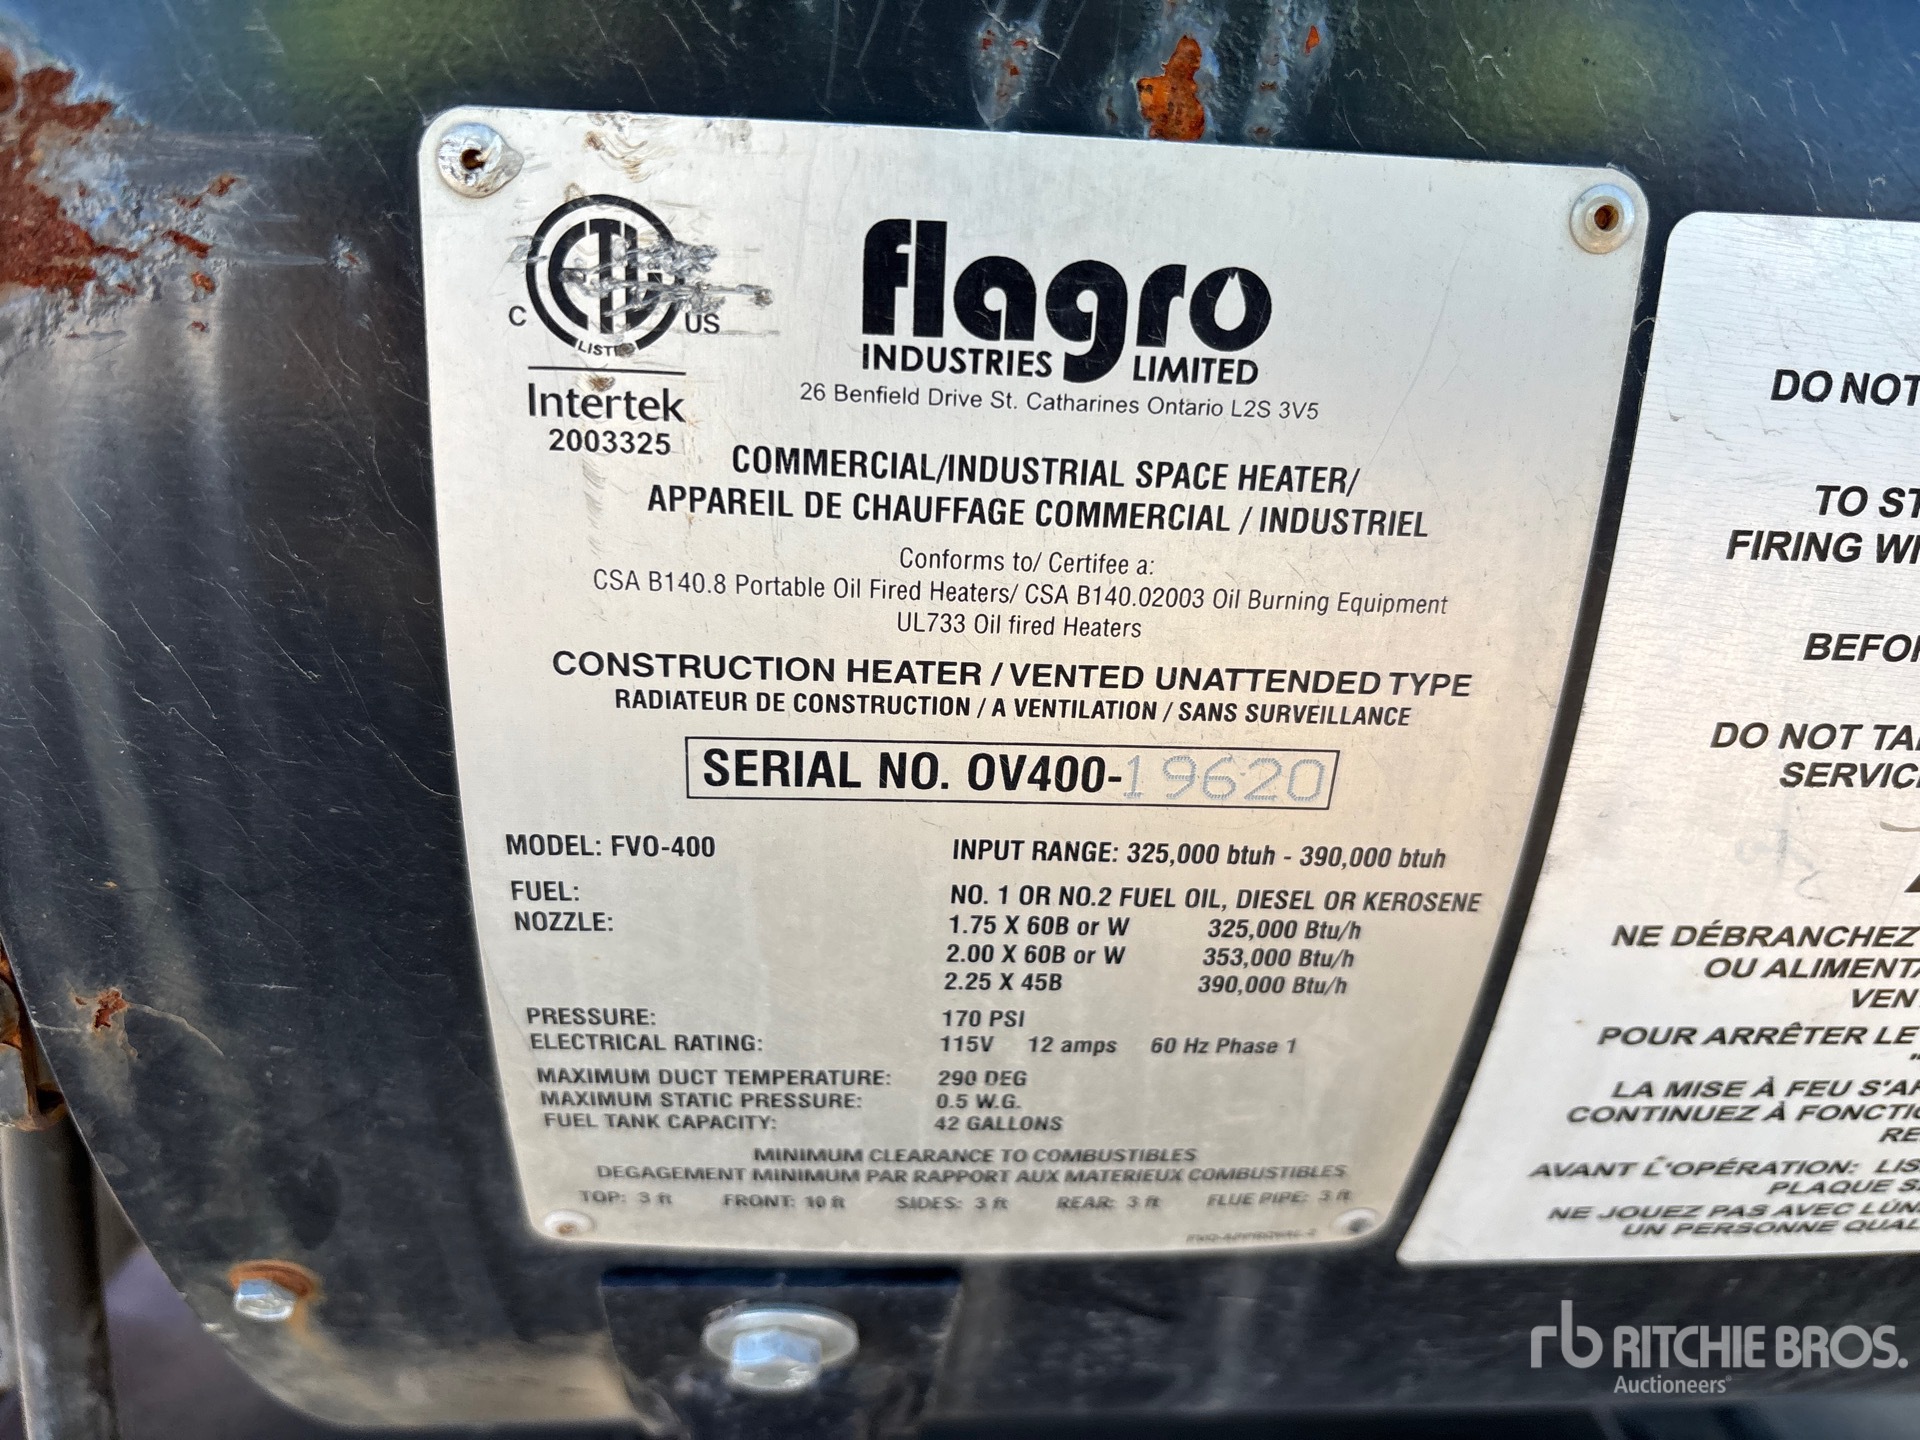 C ETL US
LISTED
Intertek
2003325
flagro
INDUSTRIES LIMITED
26 Benfield Drive St. Catharines Ontario L2S 3V5
COMMERCIAL/INDUSTRIAL SPACE HEATER/
APPAREIL DE CHAUFFAGE COMMERCIAL / INDUSTRIEL
Conforms to/ Certifee a:
CSA B140.8 Portable Oil Fired Heaters/ CSA B140.02003 Oil Burning Equipment
UL733 Oil fired Heaters
CONSTRUCTION HEATER / VENTED UNATTENDED TYPE
RADIATEUR DE CONSTRUCTION / A VENTILATION / SANS SURVEILLANCE
SERIAL NO. OV400-19620
MODEL: FVO-400 INPUT RANGE: 325,000 btuh - 390,000 btuh
FUEL: NO. 1 OR NO.2 FUEL OIL, DIESEL OR KEROSENE
NOZZLE: 1.75 X 60B or W 325,000 Btu/h
2.00 X 60B or W 353,000 Btu/h
2.25 X 45B 390,000 Btu/h
PRESSURE: 170 PSI
ELECTRICAL RATING: 115V 12 amps 60 Hz Phase 1
MAXIMUM DUCT TEMPERATURE: 290 DEG
MAXIMUM STATIC PRESSURE: 0.5 W.G.
FUEL TANK CAPACITY: 42 GALLONS
MINIMUM CLEARANCE TO COMBUSTIBLES
DEGAGEMENT MINIMUM PAR RAPPORT AUX MATERIEUX COMBUSTIBLES
TOP: 3 ft FRONT: 10 ft SIDES: 3 ft REAR: 3 ft FLUE PIPE: 3 ft
DO NOT
TO ST
FIRING WH
BEFOR
DO NOT TA
SERVIC
NE DÉBRANCHEZ
OU ALIMENTA
VEN
POUR ARRÊTER LE
LA MISE À FEU S'AR
CONTINUEZ À FONCTIO
RE
AVANT L'OPÉRATION: LIS
PLAQUE S
NE JOUEZ PAS AVEC L'UN
UN PERSONNE QUAL
rb RITCHIE BROS.
Auctioneers